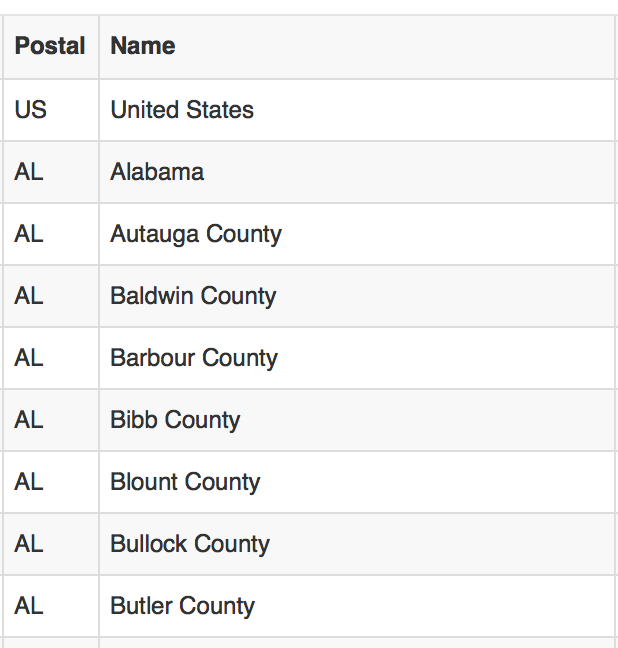 Postal Name
US United States
AL Alabama
AL Autauga County
AL Baldwin County
AL Barbour County
AL Bibb County
AL Blount County
AL Bullock County
AL Butler County